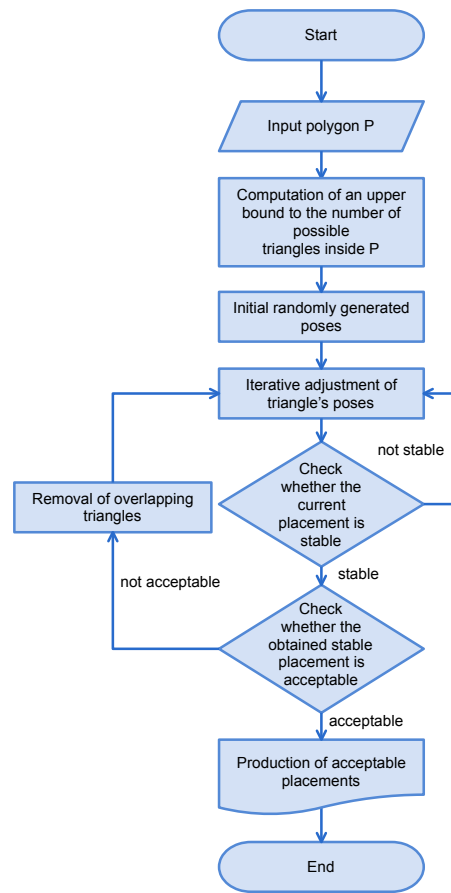 Start
Input polygon P
Computation of an upper
bound to the number of
possible
triangles inside P
Initial randomly generated
poses
Iterative adjustment of
triangle's poses
not stable
Check
whether the
current
placement is
stable
Removal of overlapping
triangles
stable
not acceptable
Check
whether the
obtained stable
placement is
acceptable
acceptable
Production of acceptable
placements
End